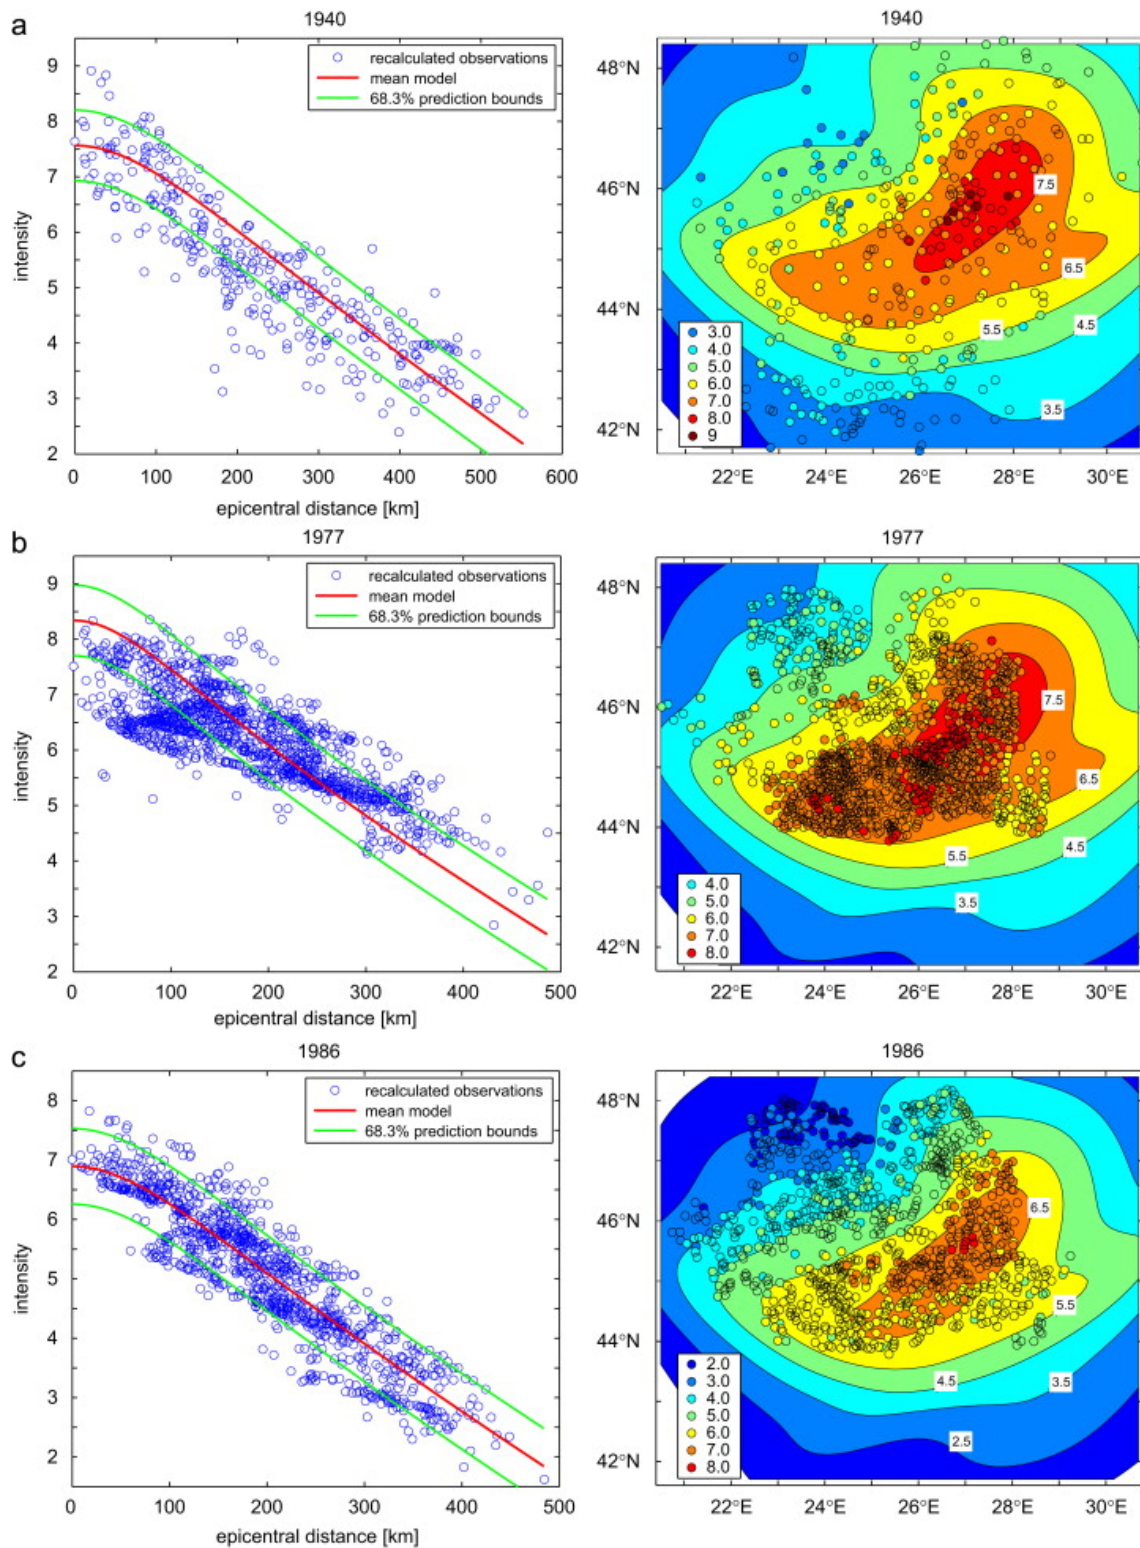 a
1940
recalculated observations
mean model
68.3% prediction bounds
9
8
7
6
5
4
3
2
intensity
0 100 200 300 400 500 600
epicentral distance [km]
1940
48°N
46°N
44°N
42°N
7.5
6.5
5.5
4.5
3.5
3.0
4.0
5.0
6.0
7.0
8.0
9
22°E 24°E 26°E 28°E 30°E
b
1977
recalculated observations
mean model
68.3% prediction bounds
9
8
7
6
5
4
3
2
intensity
0 100 200 300 400 500
epicentral distance [km]
1977
48°N
46°N
44°N
42°N
7.5
6.5
5.5
4.5
3.5
4.0
5.0
6.0
7.0
8.0
22°E 24°E 26°E 28°E 30°E
c
1986
recalculated observations
mean model
68.3% prediction bounds
8
7
6
5
4
3
2
intensity
0 100 200 300 400 500
epicentral distance [km]
1986
48°N
46°N
44°N
42°N
6.5
5.5
4.5
3.5
2.5
2.0
3.0
4.0
5.0
6.0
7.0
8.0
22°E 24°E 26°E 28°E 30°E